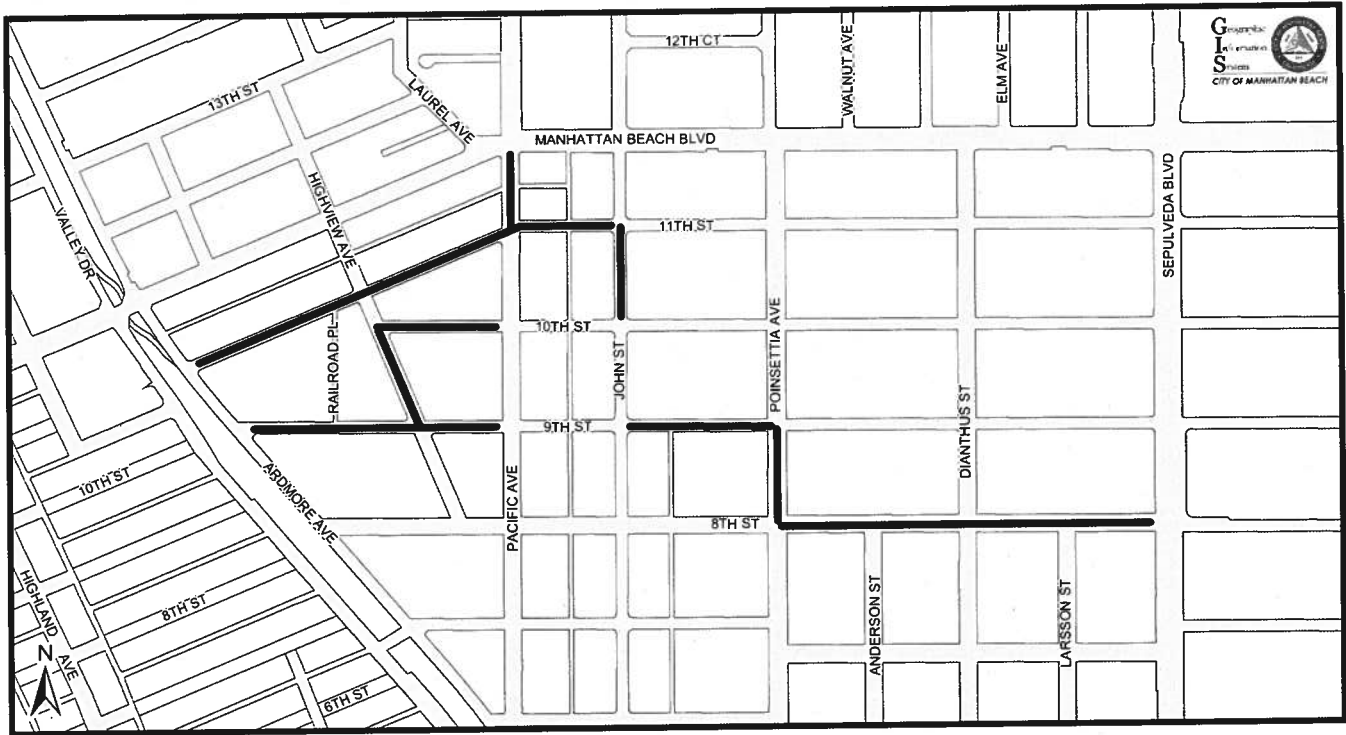 12TH CT
WALNUT AVE
ELM AVE
Geographic
Information
Systems
CITY OF MANHATTAN BEACH
13TH ST
LAUREL AVE
MANHATTAN BEACH BLVD
HIGHVIEW AVE
VALLEY DR
SEPULVEDA BLVD
11TH ST
RAILROAD PL
10TH ST
JOHN ST
POINSETTIA AVE
DIANTHUS ST
9TH ST
10TH ST
ARDMORE AVE
PACIFIC AVE
8TH ST
HIGHLAND AVE
8TH ST
ANDERSON ST
LARSSON ST
N
6TH ST